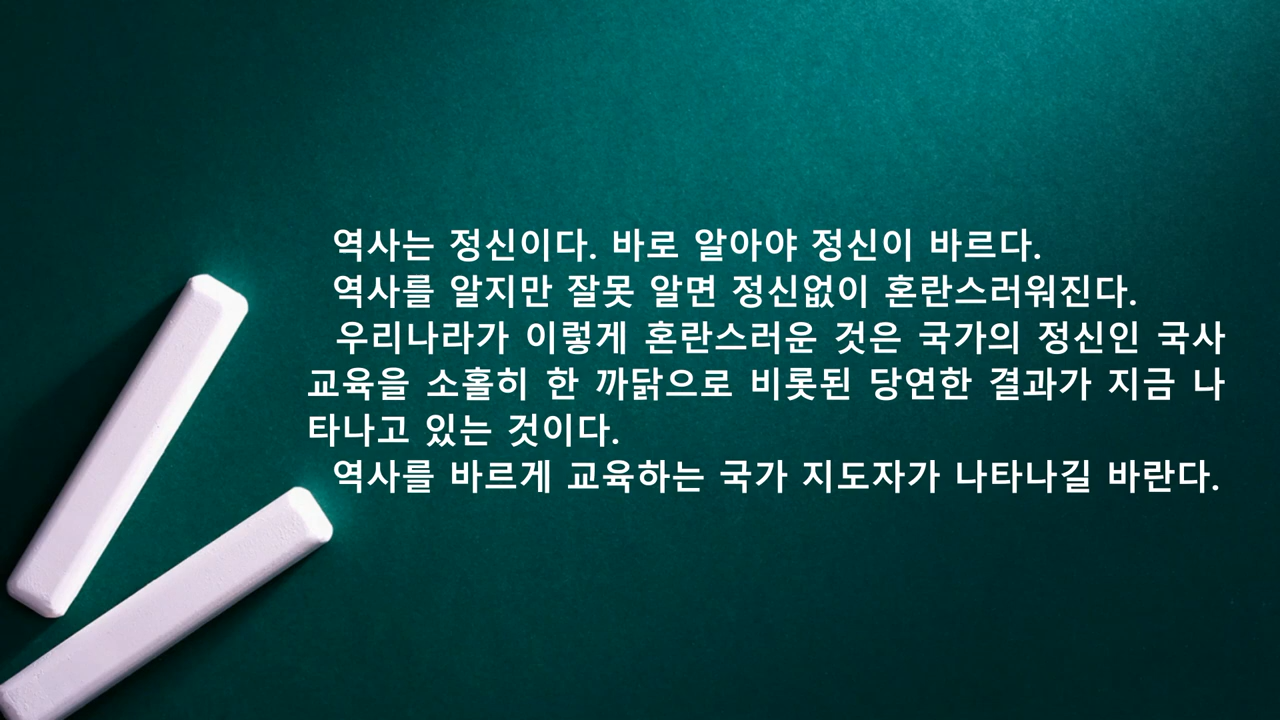 역사는 정신이다. 바로 알아야 정신이 바르다.
역사를 알지만 잘못 알면 정신없이 혼란스러워진다.
우리나라가 이렇게 혼란스러운 것은 국가의 정신인 국사
교육을 소홀히 한 까닭으로 비롯된 당연한 결과가 지금 나
타나고 있는 것이다.
역사를 바르게 교육하는 국가 지도자가 나타나길 바란다.